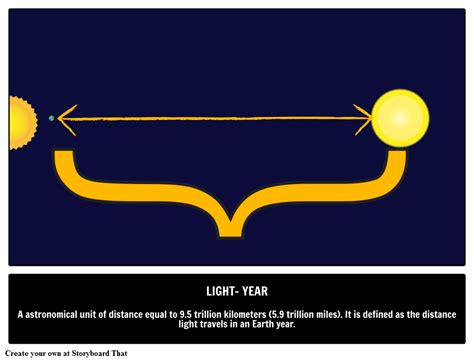 LIGHT- YEAR
A astronomical unit of distance equal to 9.5 trillion kilometers (5.9 trillion miles). It is defined as the distance
light travels in an Earth year.
Create your own at Storyboard That